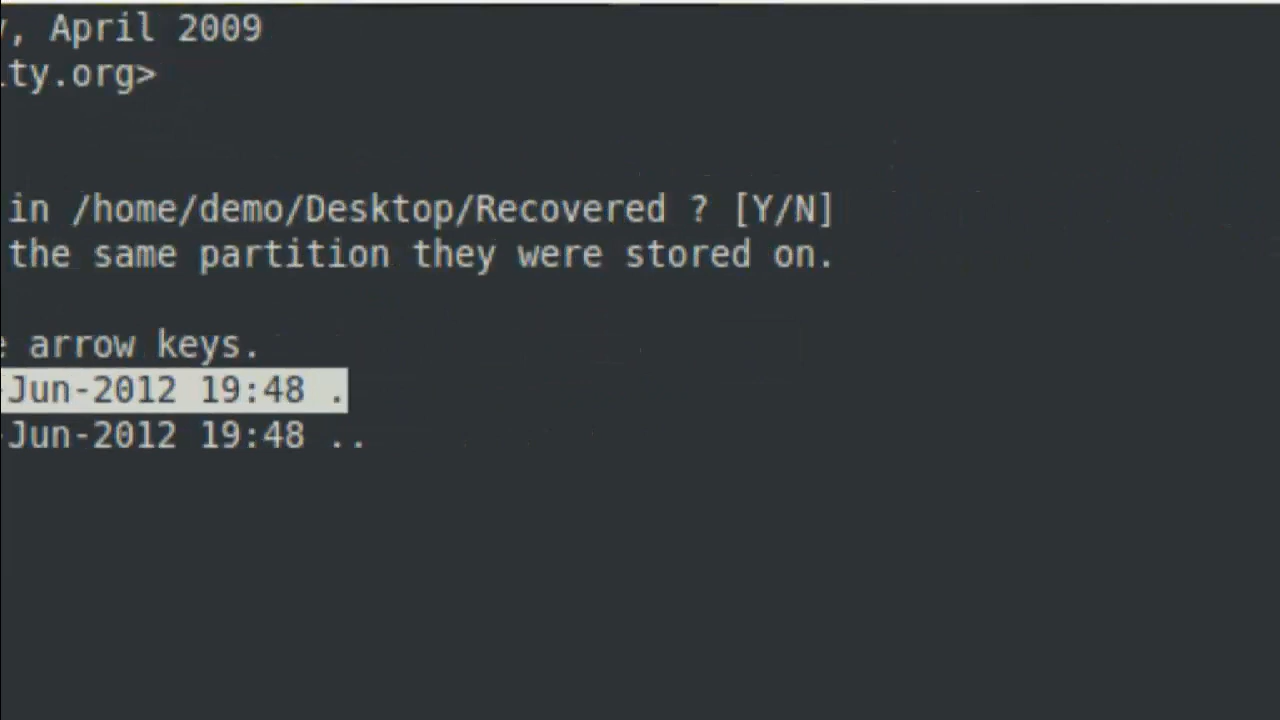 , April 2009
ty.org>
in /home/demo/Desktop/Recovered ? [Y/N]
the same partition they were stored on.
arrow keys.
-Jun-2012 19:48 .
-Jun-2012 19:48 ..